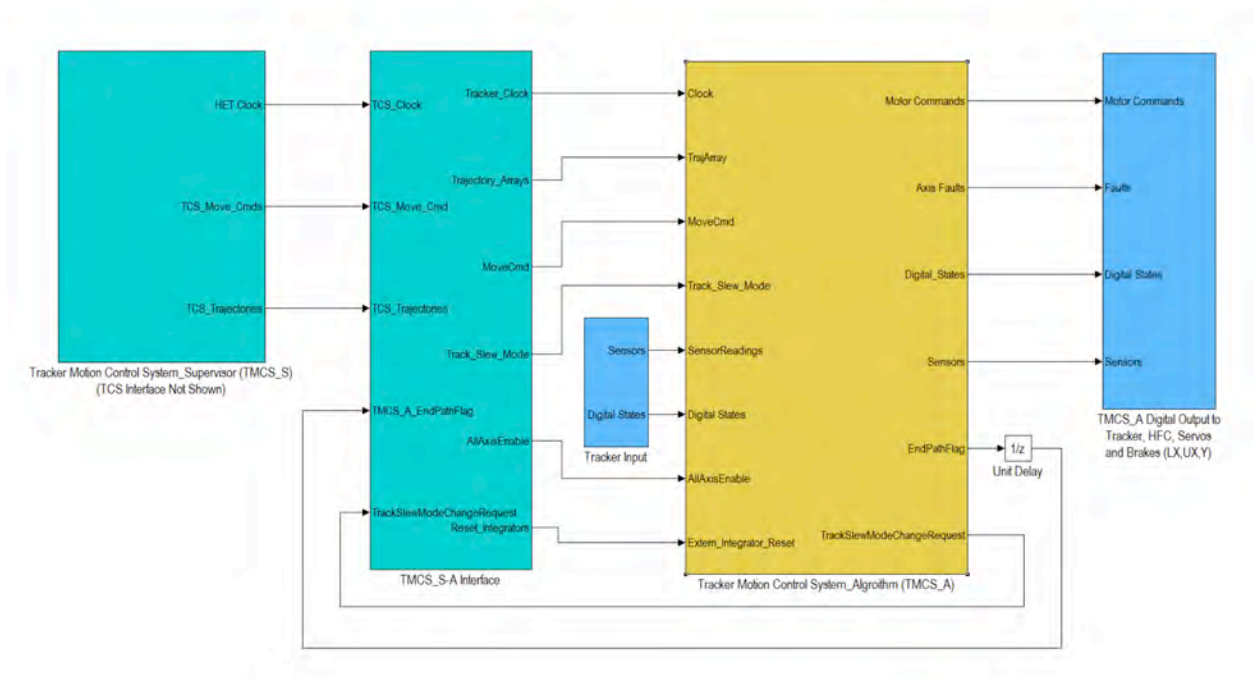 HET Clock
TCS_Move_Cmds
TCS_Trajectories
Tracker Motion Control System_Supervisor (TMCS_S)
(TCS Interface Not Shown)
TCS_Clock
TCS_Move_Cmd
TCS_Trajectories
TMCS_A_EndPathFlag
TrackSlewModeChangeRequest
Tracker_Clock
Trajectory_Arrays
MoveCmd
Track_Slew_Mode
AllAxisEnable
Reset_Integrators
TMCS_S-A Interface
Sensors
Digital States
Tracker Input
Clock
TrajArray
MoveCmd
Track_Slew_Mode
SensorReadings
Digital States
AllAxisEnable
Extern_Integrator_Reset
Motor Commands
Axis Faults
Digital_States
Sensors
EndPathFlag
TrackSlewModeChangeRequest
Tracker Motion Control System_Algroithm (TMCS_A)
1/z
Unit Delay
Motor Commands
Faults
Digital States
Sensors
TMCS_A Digital Output to
Tracker, HFC, Servos
and Brakes (LX,UX,Y)